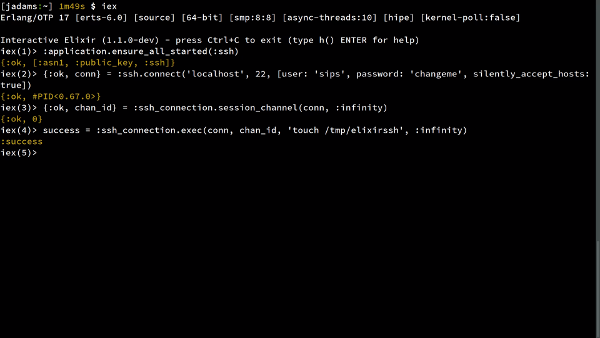 [jadams:~] 1m49s $ iex
Erlang/OTP 17 [erts-6.0] [source] [64-bit] [smp:8:8] [async-threads:10] [hipe] [kernel-poll:false]
Interactive Elixir (1.1.0-dev) - press Ctrl+C to exit (type h() ENTER for help)
iex(1)> :application.ensure_all_started(:ssh)
{:ok, [:asn1, :public_key, :ssh]}
iex(2)> {:ok, conn} = :ssh.connect('localhost', 22, [user: 'sips', password: 'changeme', silently_accept_hosts:
true])
{:ok, #PID<0.67.0>}
iex(3)> {:ok, chan_id} = :ssh_connection.session_channel(conn, :infinity)
{:ok, 0}
iex(4)> success = :ssh_connection.exec(conn, chan_id, 'touch /tmp/elixirssh', :infinity)
:success
iex(5)>